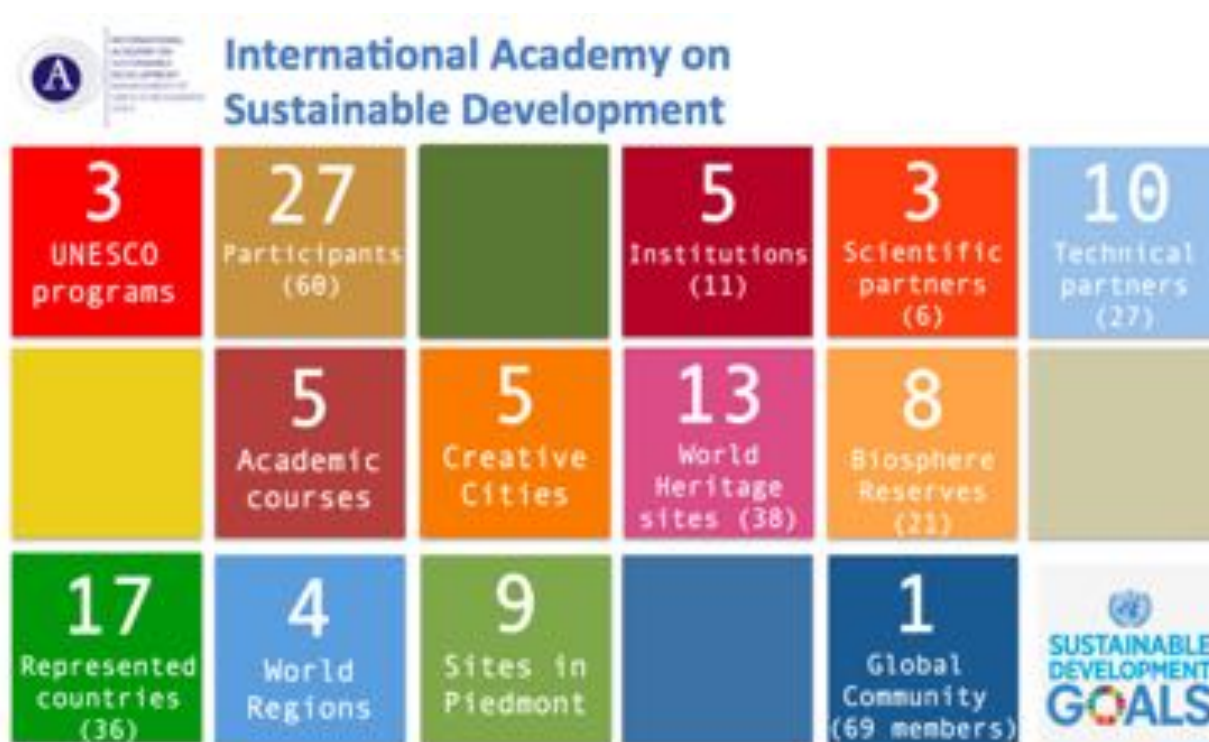 International Academy on
Sustainable Development
A
3
UNESCO
programs
27
Participants
(60)
5
Institutions
(11)
3
Scientific
partners
(6)
10
Technical
partners
(27)
5
Academic
courses
5
Creative
Cities
13
World
Heritage
sites (38)
8
Biosphere
Reserves
(21)
17
Represented
countries
(36)
4
World
Regions
9
Sites in
Piedmont
1
Global
Community
(69 members)
SUSTAINABLE
DEVELOPMENT
GOALS